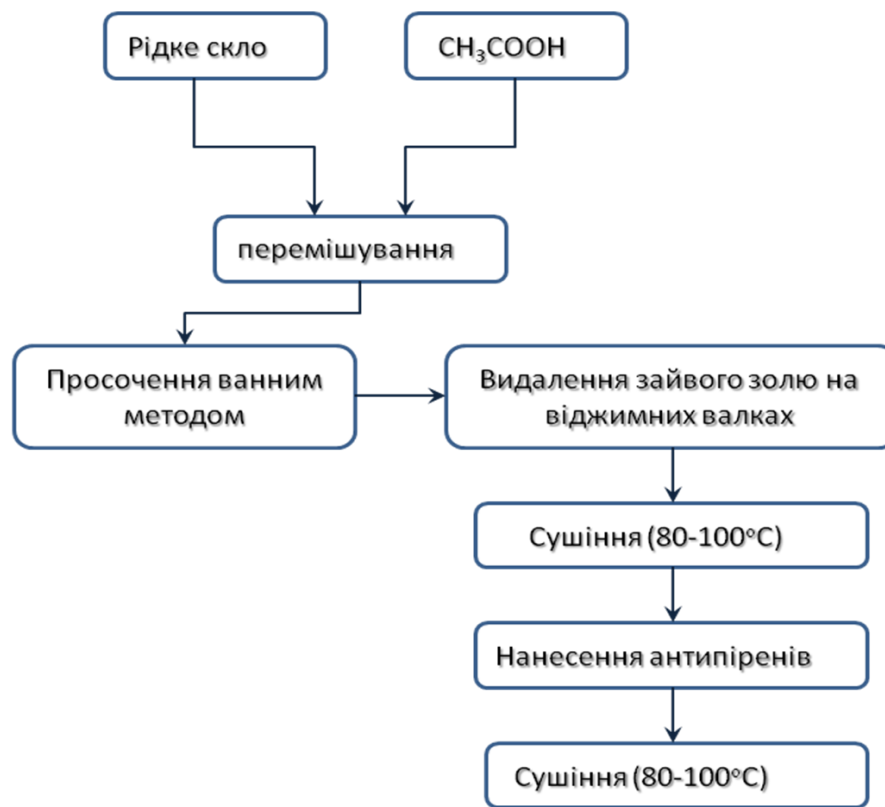 Рідке скло
CH₃COOH
перемішування
Просочення ванним
методом
Видалення зайвого золю на
віджимних валках
Сушіння (80-100°С)
Нанесення антипіренів
Сушіння (80-100°С)